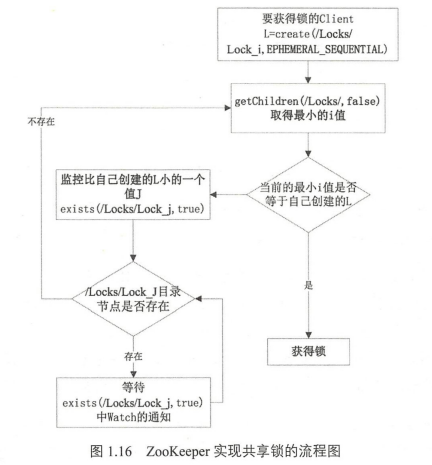 要获得锁的Client
L=create(/Locks/
Lock_i,EPHEMERAL_SEQUENTIAL)
getChildren(/Locks/,false)
取得最小的i值
不存在
监控比自己创建的L小的一个
值J
exists(/Locks/Lock_j,true)
当前的最小i值是否
等于自己创建的L
/Locks/Lock_J目录
节点是否存在
是
获得锁
存在
等待
exists(/Locks/Lock_j,true)
中Watch的通知
图 1.16 ZooKeeper 实现共享锁的流程图